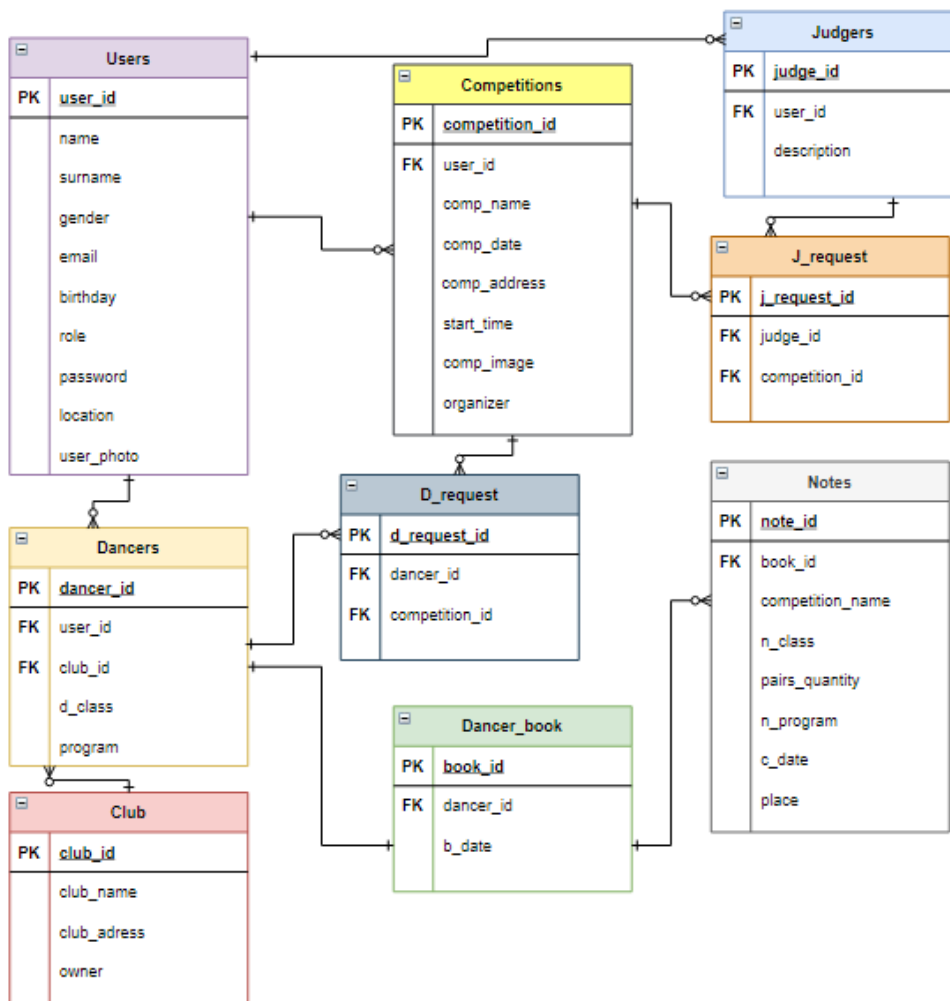 Users
PK user_id
name
surname
gender
email
birthday
role
password
location
user_photo
Competitions
PK competition_id
FK user_id
comp_name
comp_date
comp_address
start_time
comp_image
organizer
Judgers
PK judge_id
FK user_id
description
J_request
PK j_request_id
FK judge_id
FK competition_id
D_request
PK d_request_id
FK dancer_id
FK competition_id
Notes
PK note_id
FK book_id
competition_name
n_class
pairs_quantity
n_program
c_date
place
Dancers
PK dancer_id
FK user_id
FK club_id
d_class
program
Dancer_book
PK book_id
FK dancer_id
b_date
Club
PK club_id
club_name
club_adress
owner